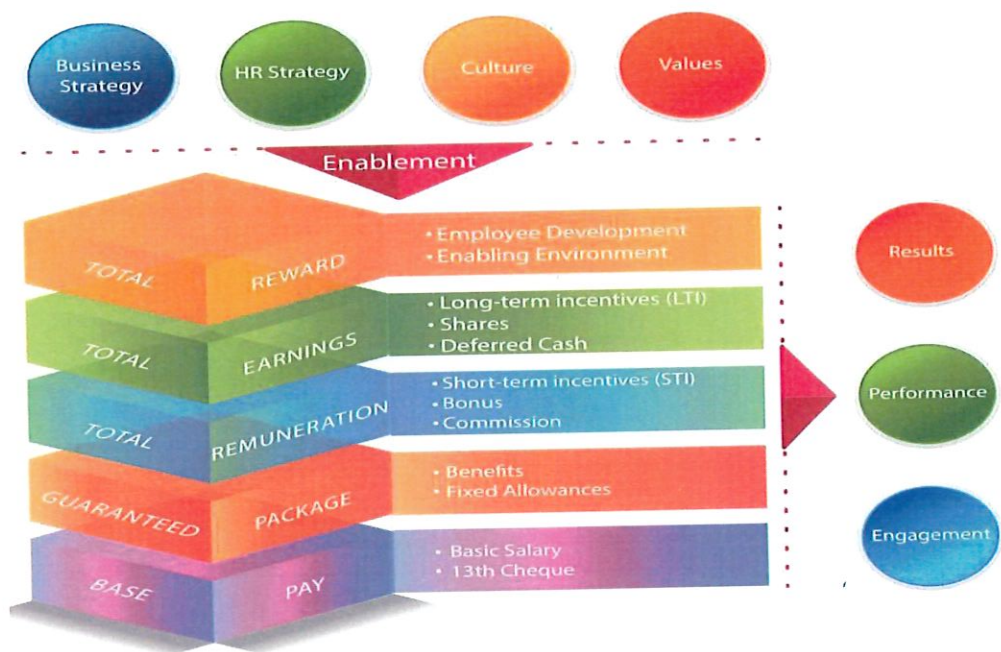 Business
Strategy
HR Strategy
Culture
Values
Enablement
TOTAL REWARD
• Employee Development
• Enabling Environment
TOTAL EARNINGS
• Long-term incentives (LTI)
• Shares
• Deferred Cash
TOTAL REMUNERATION
• Short-term incentives (STI)
• Bonus
• Commission
GUARANTEED PACKAGE
• Benefits
• Fixed Allowances
BASE PAY
• Basic Salary
• 13th Cheque
Results
Performance
Engagement